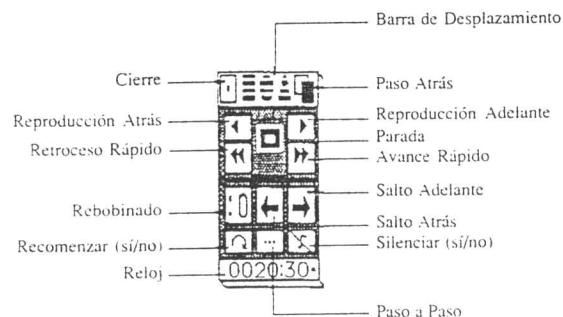 Barra de Desplazamiento
Cierre
Paso Atrás
Reproducción Atrás
Reproducción Adelante
Parada
Retroceso Rápido
Avance Rápido
Salto Adelante
Rebobinado
Salto Atrás
Recomenzar (sí/no)
Silenciar (sí/no)
Reloj
0020:30
Paso a Paso